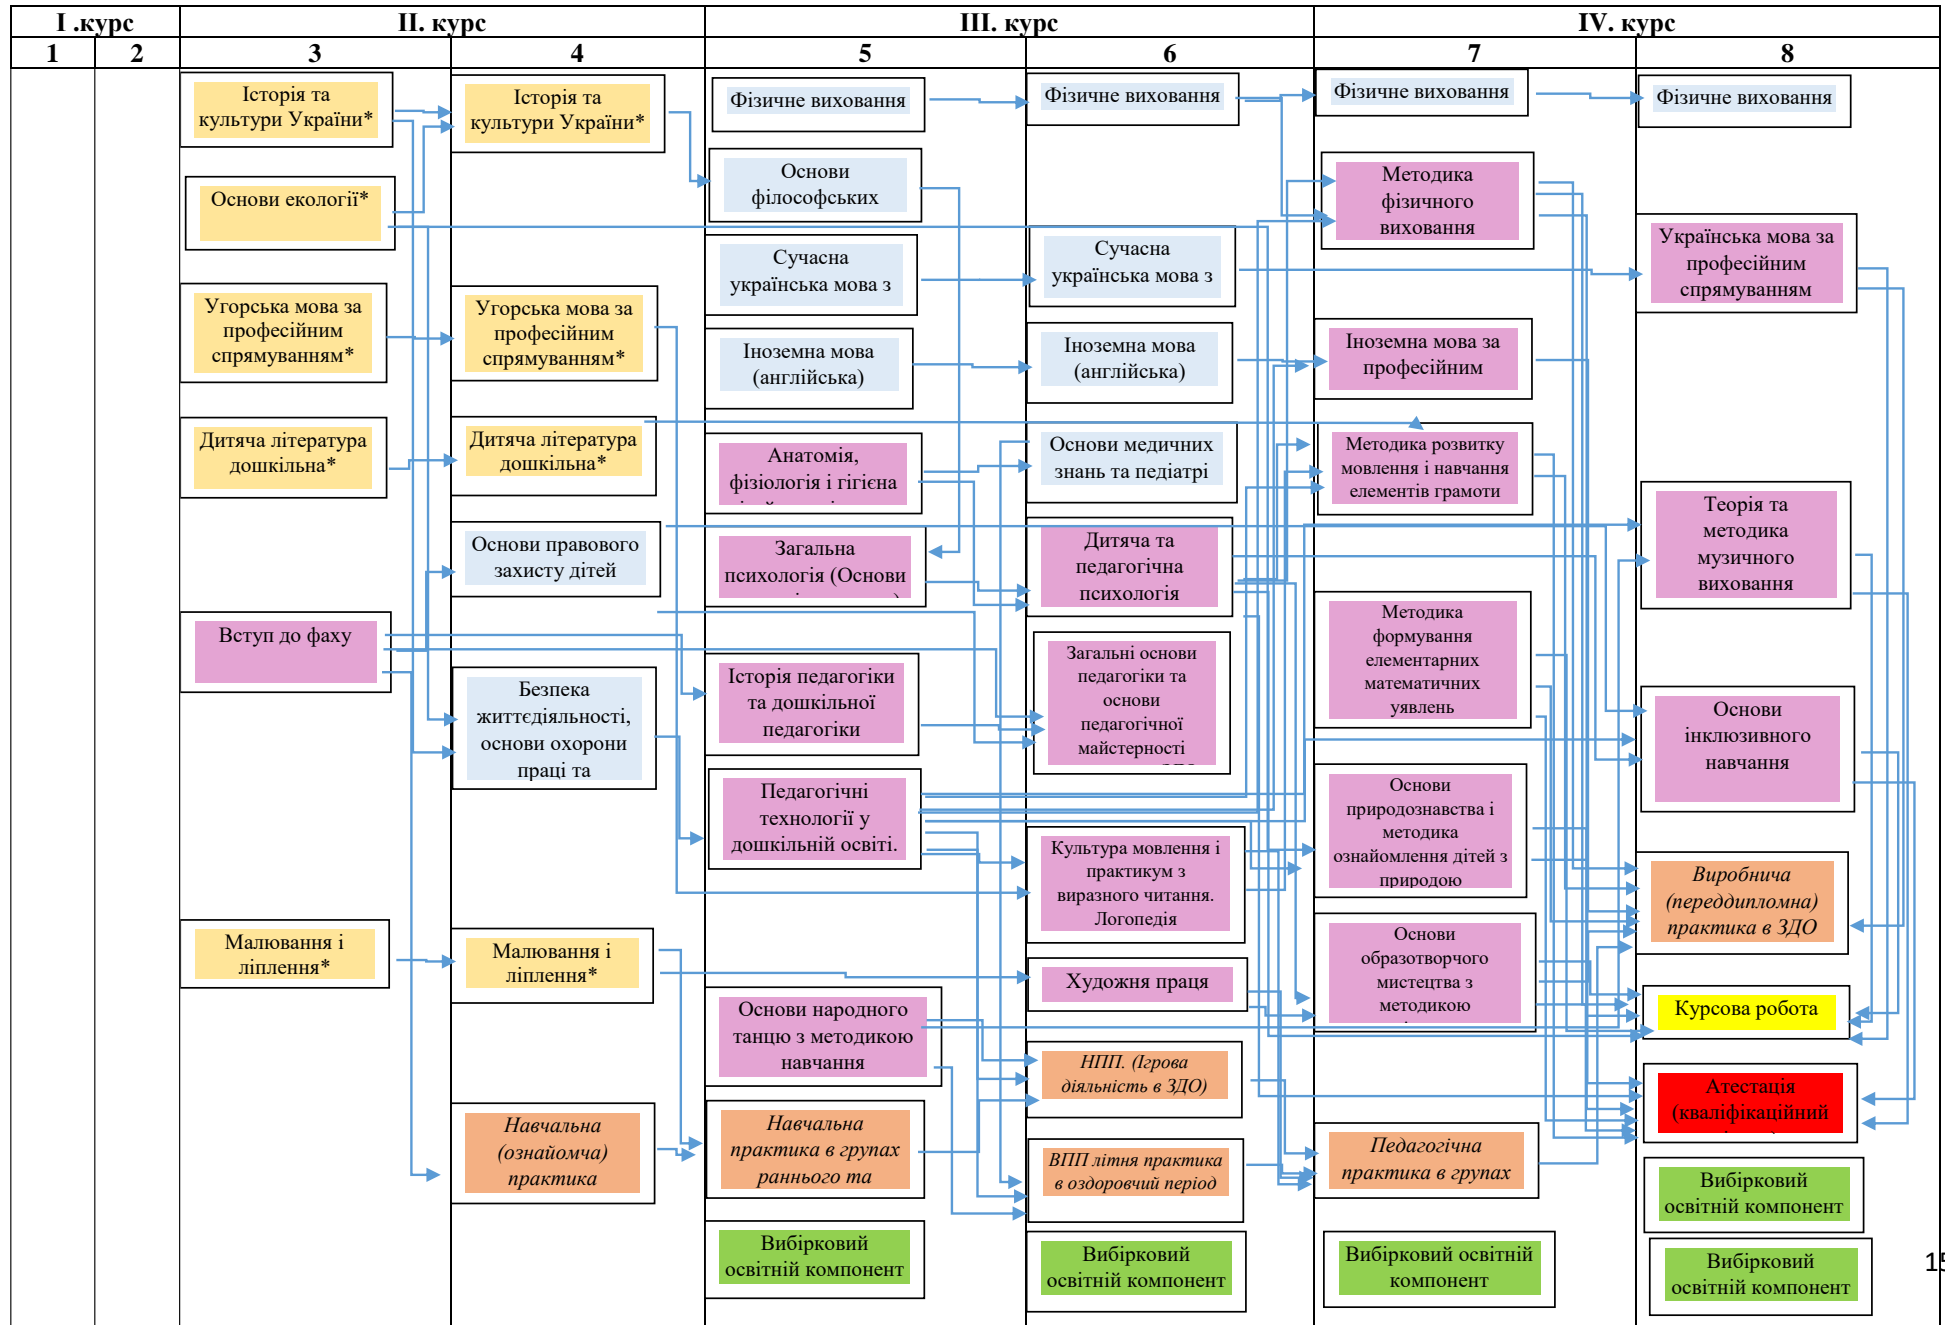 I .курс
II. курс
III. курс
IV. курс
1
2
3
4
5
6
7
8
Історія та
культури України*
Основи екології*
Угорська мова за
професійним
спрямуванням*
Дитяча література
дошкільна*
Вступ до фаху
Малювання і
ліплення*
Історія та
культури України*
Угорська мова за
професійним
спрямуванням*
Дитяча література
дошкільна*
Основи правового
захисту дітей
Безпека
життєдіяльності,
основи охорони
праці та
Малювання і
ліплення*
Навчальна
(ознайомча)
практика
Фізичне виховання
Основи
філософських
Сучасна
українська мова з
Іноземна мова
(англійська)
Анатомія,
фізіологія і гігієна
Загальна
психологія (Основи
Історія педагогіки
та дошкільної
педагогіки
Педагогічні
технології у
дошкільній освіті.
Основи народного
танцю з методикою
навчання
Навчальна
практика в групах
раннього та
Вибірковий
освітній компонент
Фізичне виховання
Сучасна
українська мова з
Іноземна мова
(англійська)
Основи медичних
знань та педіатрі
Дитяча та
педагогічна
психологія
Загальні основи
педагогіки та
основи
педагогічної
майстерності
Культура мовлення і
практикум з
виразного читання.
Логопедія
Художня праця
НПП. (Ігрова
діяльність в ЗДО)
ВПП літня практика
в оздоровчий період
Вибірковий
освітній компонент
Фізичне виховання
Методика
фізичного
виховання
Іноземна мова за
професійним
Методика розвитку
мовлення і навчання
елементів грамоти
Методика
формування
елементарних
математичних
уявлень
Основи
природознавства і
методика
ознайомлення дітей з
природою
Основи
образотворчого
мистецтва з
методикою
Педагогічна
практика в групах
Вибірковий освітній
компонент
Фізичне виховання
Українська мова за
професійним
спрямуванням
Теорія та
методика
музичного
виховання
Основи
інклюзивного
навчання
Виробнича
(переддипломна)
практика в ЗДО
Курсова робота
Атестація
(кваліфікаційний
Вибірковий
освітній компонент
Вибірковий
освітній компонент
15